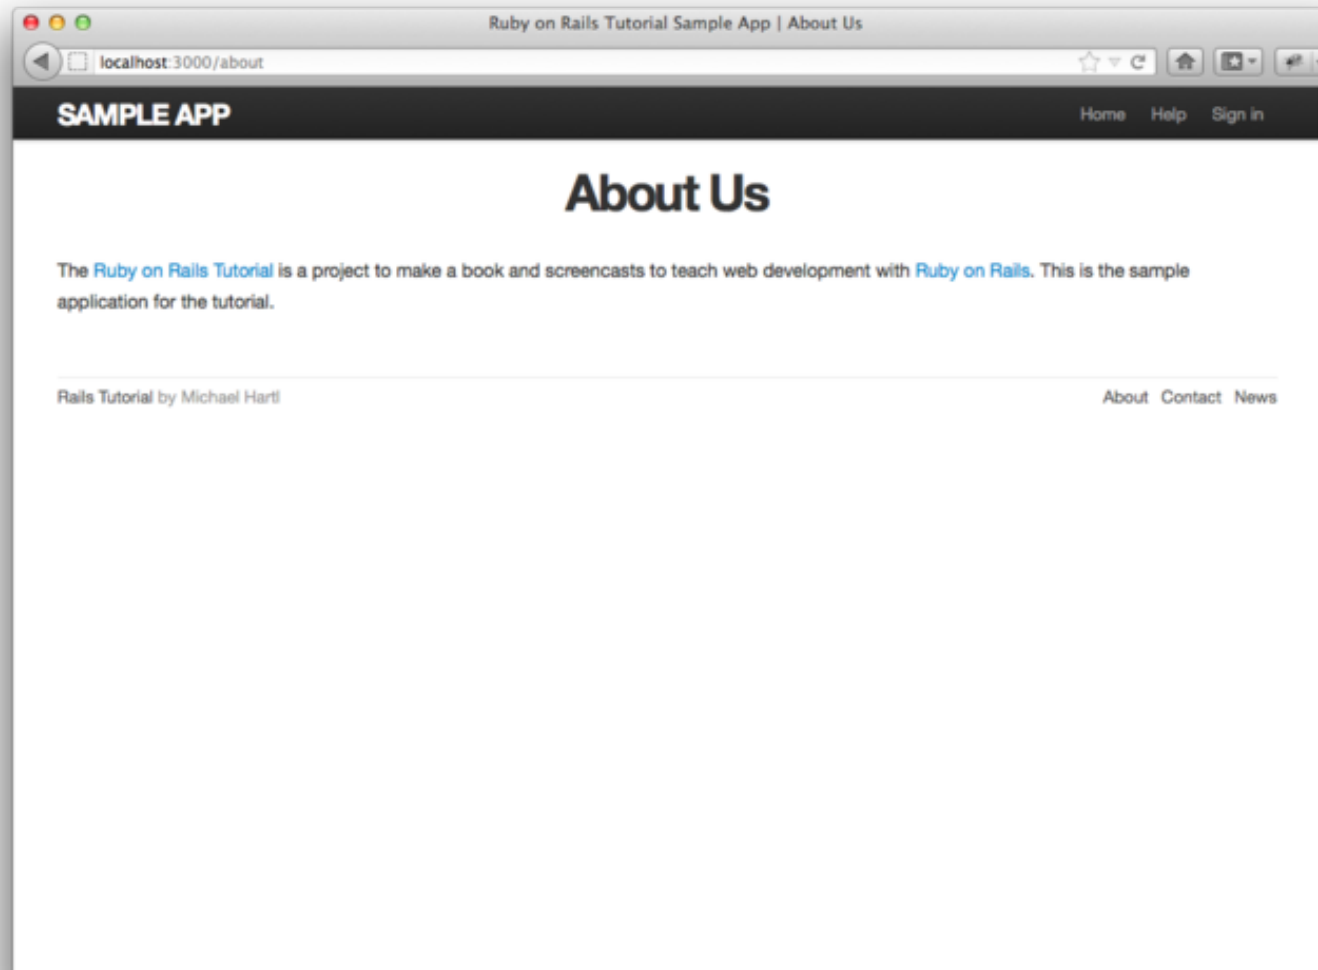 Ruby on Rails Tutorial Sample App | About Us
localhost:3000/about
SAMPLE APP Home Help Sign in
About Us
The Ruby on Rails Tutorial is a project to make a book and screencasts to teach web development with Ruby on Rails. This is the sample
application for the tutorial.
Rails Tutorial by Michael Hartl About Contact News